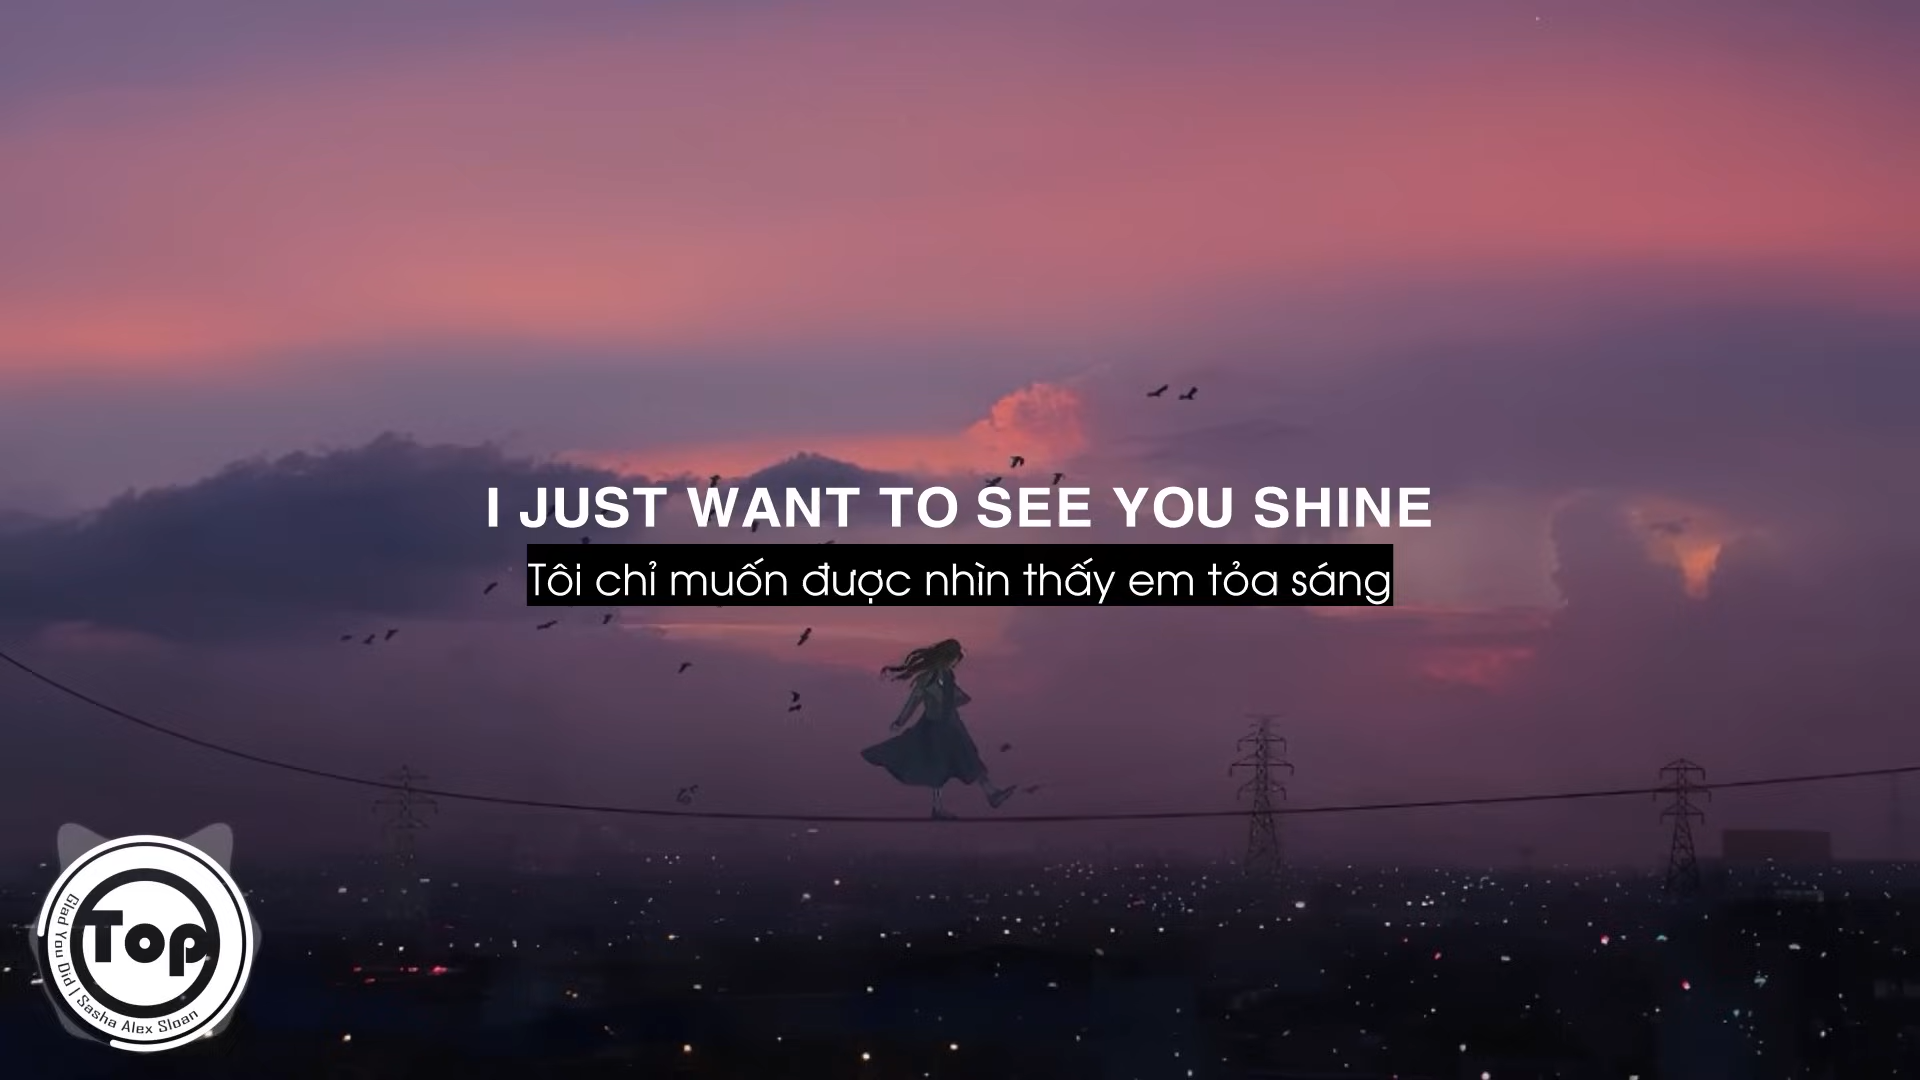 I JUST WANT TO SEE YOU SHINE
Tôi chỉ muốn được nhìn thấy em tỏa sáng
Top
Glad You Did | Sasha Alex Sloan